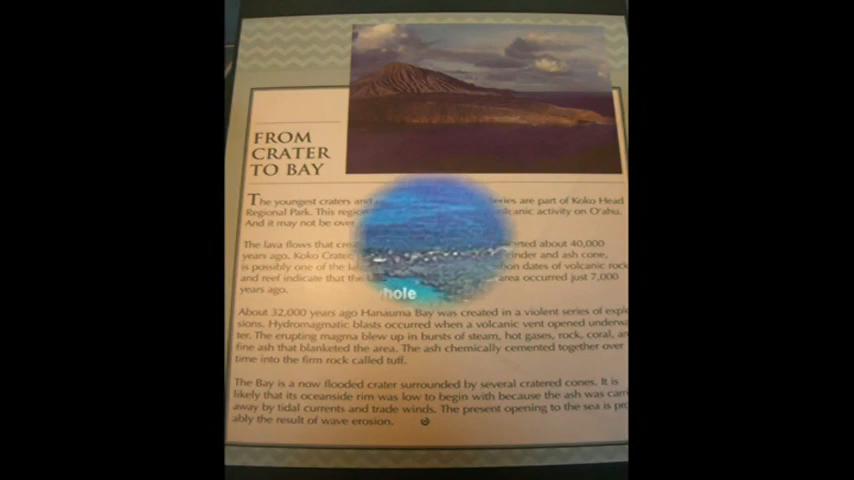 FROM
CRATER
TO BAY
The youngest craters and eries are part of Koko Head
Regional Park. This regio lcanic activity on O'ahu.
And it may not be over
The lava flows that crea rted about 40,000
years ago. Koko Crater, cinder and ash cone,
is possibly one of the la bon dates of volcanic rock
and reef indicate that the l area occurred just 7,000
years ago.
hole
About 32,000 years ago Hanauma Bay was created in a violent series of explo
sions. Hydromagmatic blasts occurred when a volcanic vent opened underwa
ter. The erupting magma blew up in bursts of steam, hot gases, rock, coral, an
fine ash that blanketed the area. The ash chemically cemented together over
time into the firm rock called tuff.
The Bay is a now flooded crater surrounded by several cratered cones. It is
likely that its oceanside rim was low to begin with because the ash was carri
away by tidal currents and trade winds. The present opening to the sea is pro
ably the result of wave erosion.